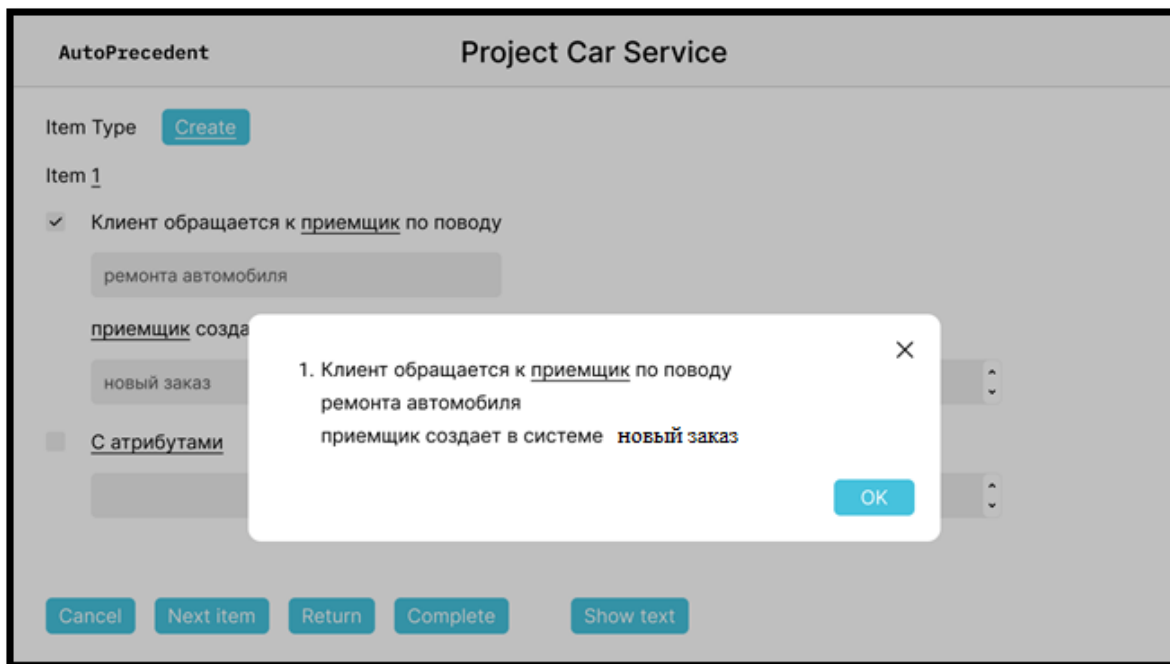 AutoPrecedent
Project Car Service
Item Type Create
Item 1
Клиент обращается к приемщик по поводу
ремонта автомобиля
приемщик созда
новый заказ
С атрибутами
1. Клиент обращается к приемщик по поводу
ремонта автомобиля
приемщик создает в системе новый заказ
OK
Cancel Next item Return Complete Show text